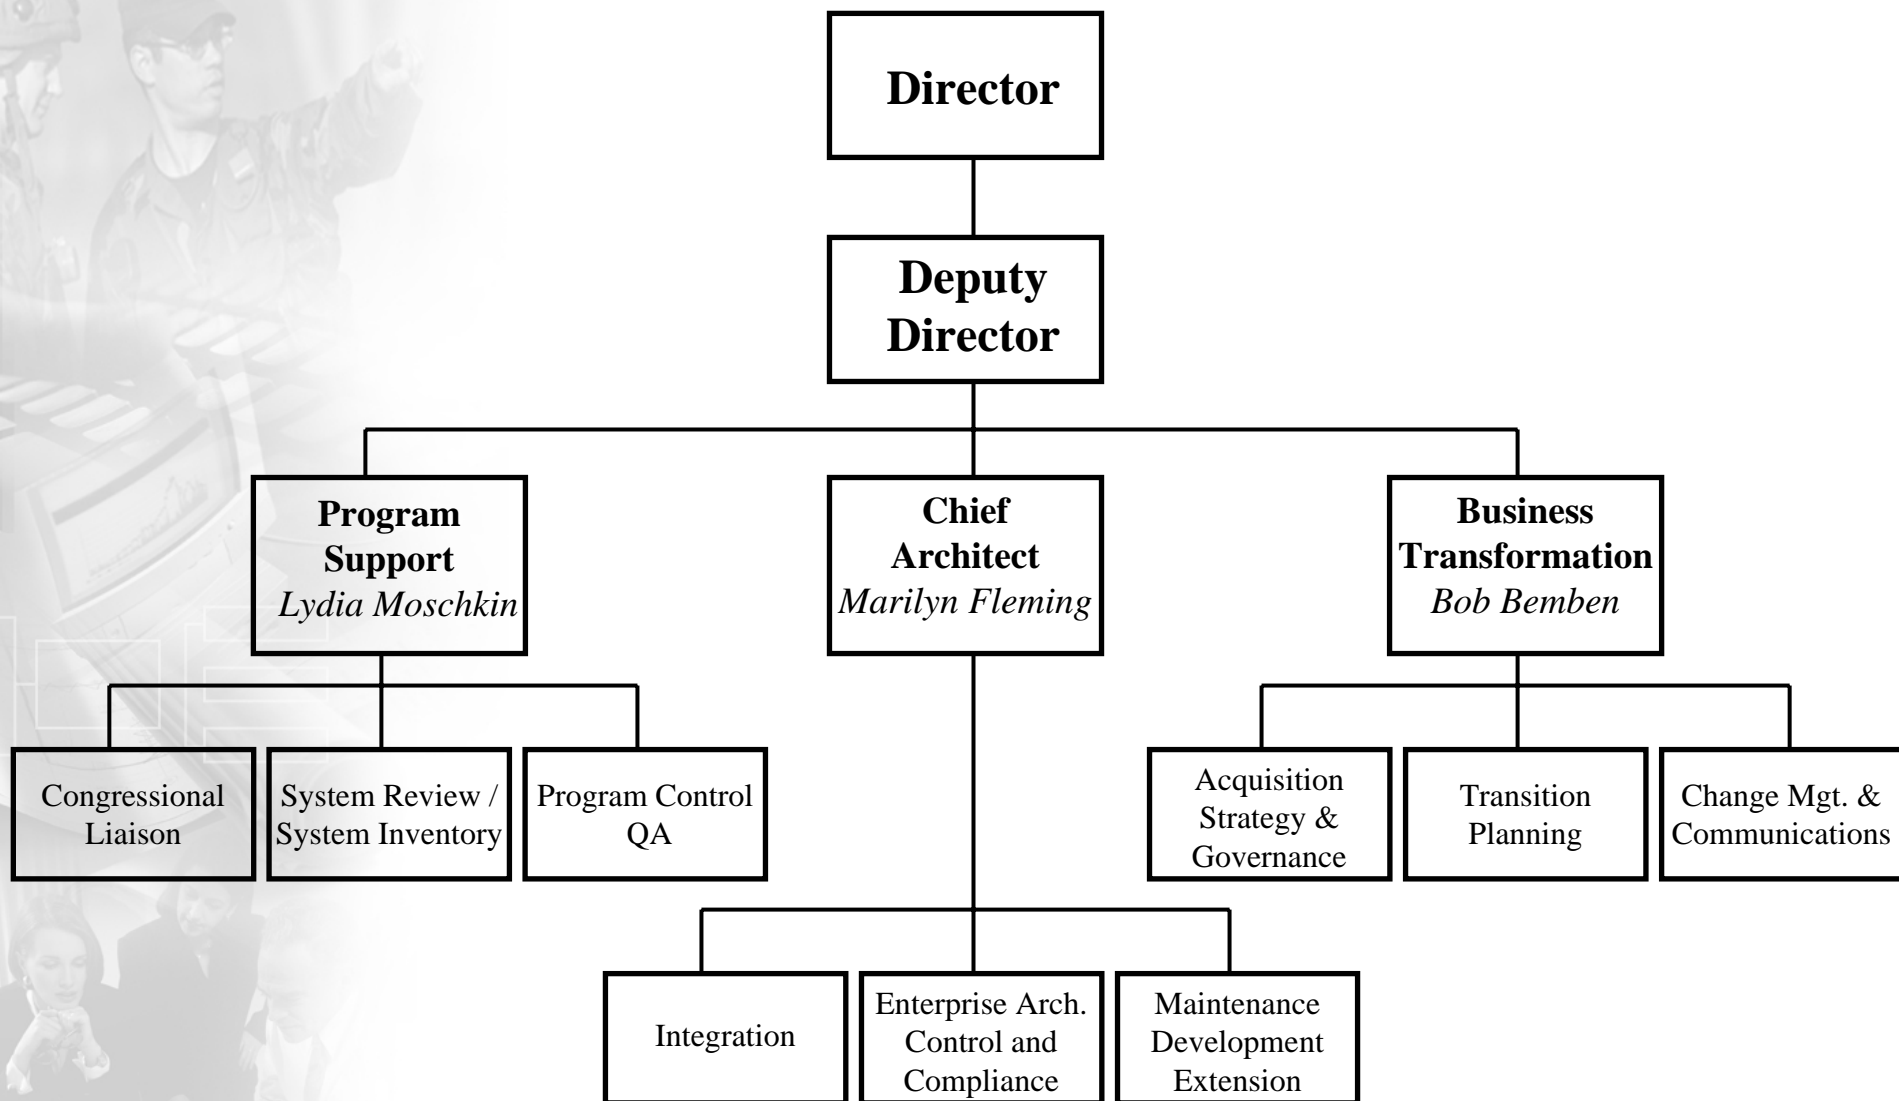 Director
Deputy
Director
Program
Support
Lydia Moschkin
Chief
Architect
Marilyn Fleming
Business
Transformation
Bob Bemben
Congressional
Liaison
System Review /
System Inventory
Program Control
QA
Acquisition
Strategy &
Governance
Transition
Planning
Change Mgt. &
Communications
Integration
Enterprise Arch.
Control and
Compliance
Maintenance
Development
Extension